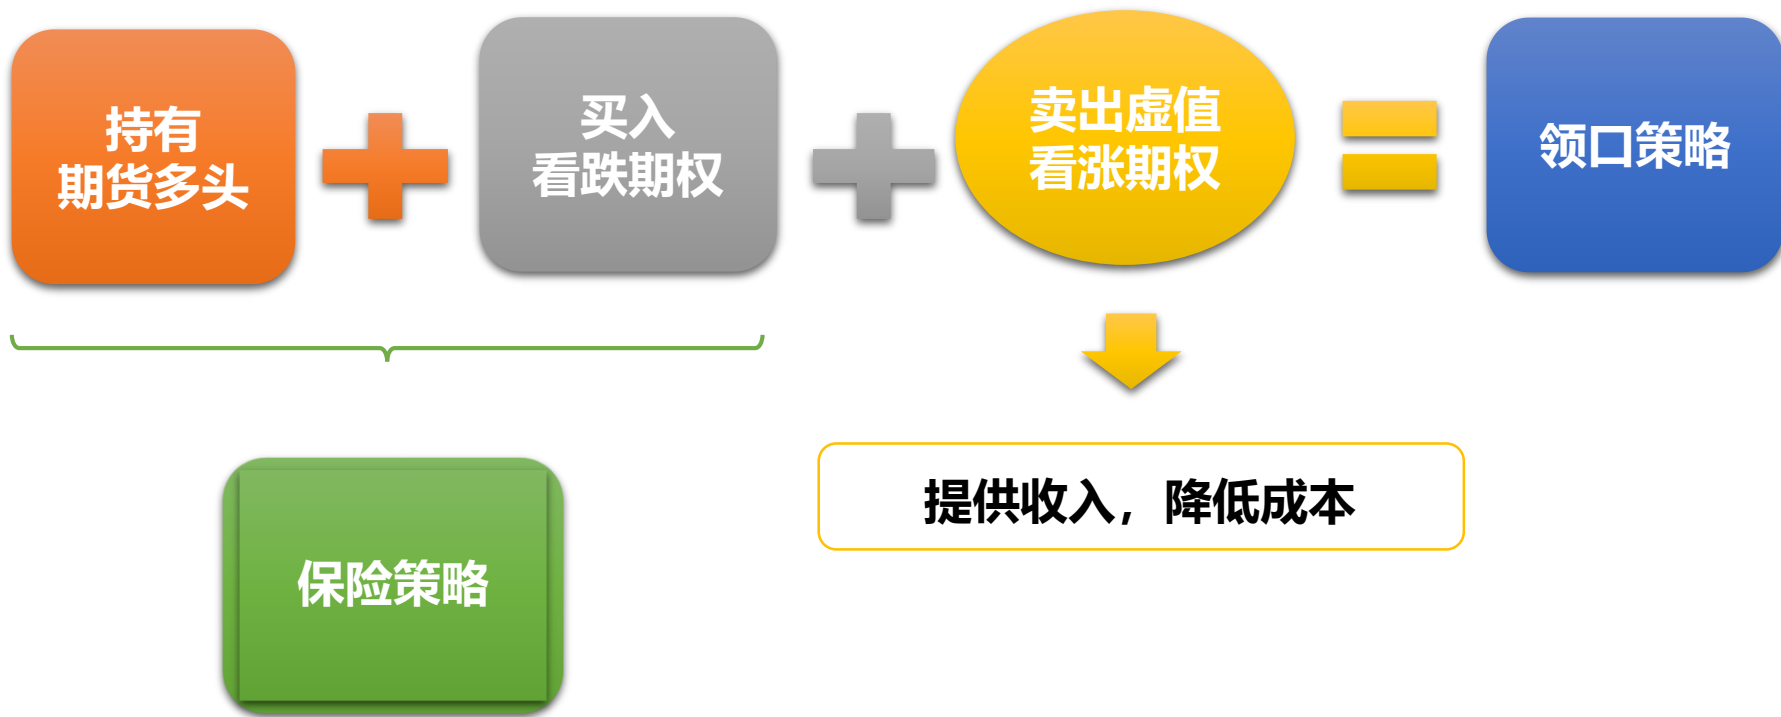 持有
期货多头
买入
看跌期权
卖出虚值
看涨期权
领口策略
提供收入，降低成本
保险策略